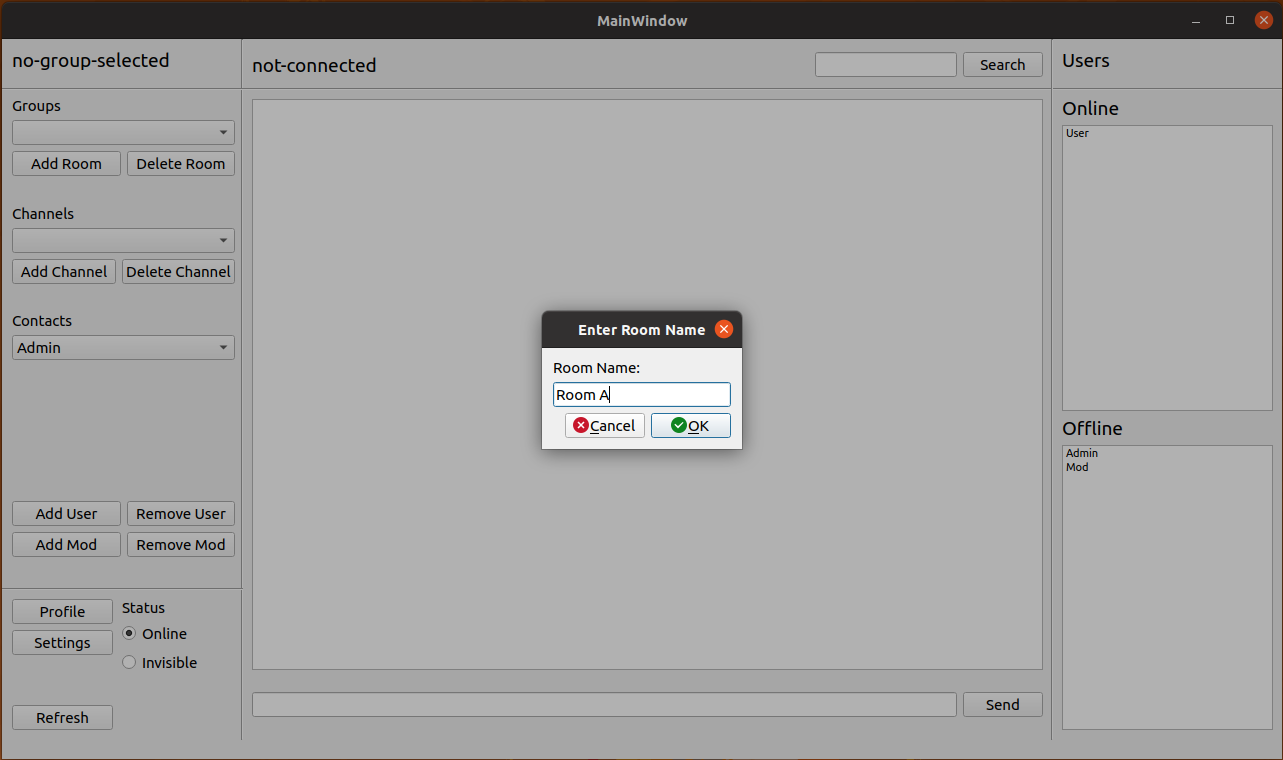 MainWindow
no-group-selected
not-connected
Search
Users
Groups
Add Room
Delete Room
Channels
Add Channel
Delete Channel
Contacts
Admin
Add User
Remove User
Add Mod
Remove Mod
Profile
Settings
Status
Online
Invisible
Refresh
Enter Room Name
Room Name:
Room A
Cancel
OK
Send
Online
User
Offline
Admin
Mod